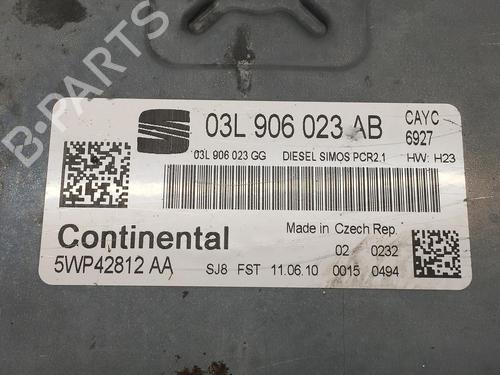 B-PARTS
03L 906 023 AB
CAYC
6927
03L 906 023 GG DIESEL SIMOS PCR2.1 HW: H23
Continental
Made in Czech Rep.
02 0232
5WP42812 AA SJ8 FST 11.06.10 0015 0494